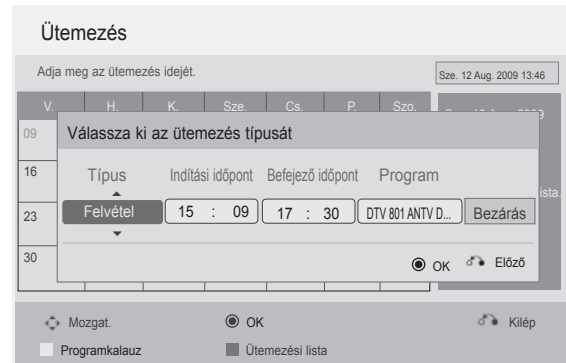 Ütemezés
Adja meg az ütemezés idejét.
Sze. 12 Aug. 2009 13:46
V. H. K. Sze. Cs. P. Szo.
09
Válassza ki az ütemezés típusát
16
Típus Indítási időpont Befejező időpont Program
ista.
23
Felvétel 15 : 09 17 : 30 DTV 801 ANTV D... Bezárás
30
OK Előző
Mozgat. OK Kilép
Programkalauz Ütemezési lista